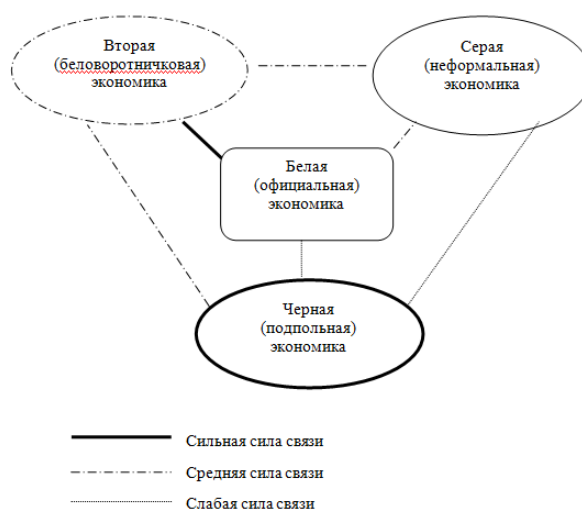 Вторая
(беловоротничковая)
экономика
Серая
(неформальная)
экономика
Белая
(официальная)
экономика
Черная
(подпольная)
экономика
Сильная сила связи
Средняя сила связи
Слабая сила связи